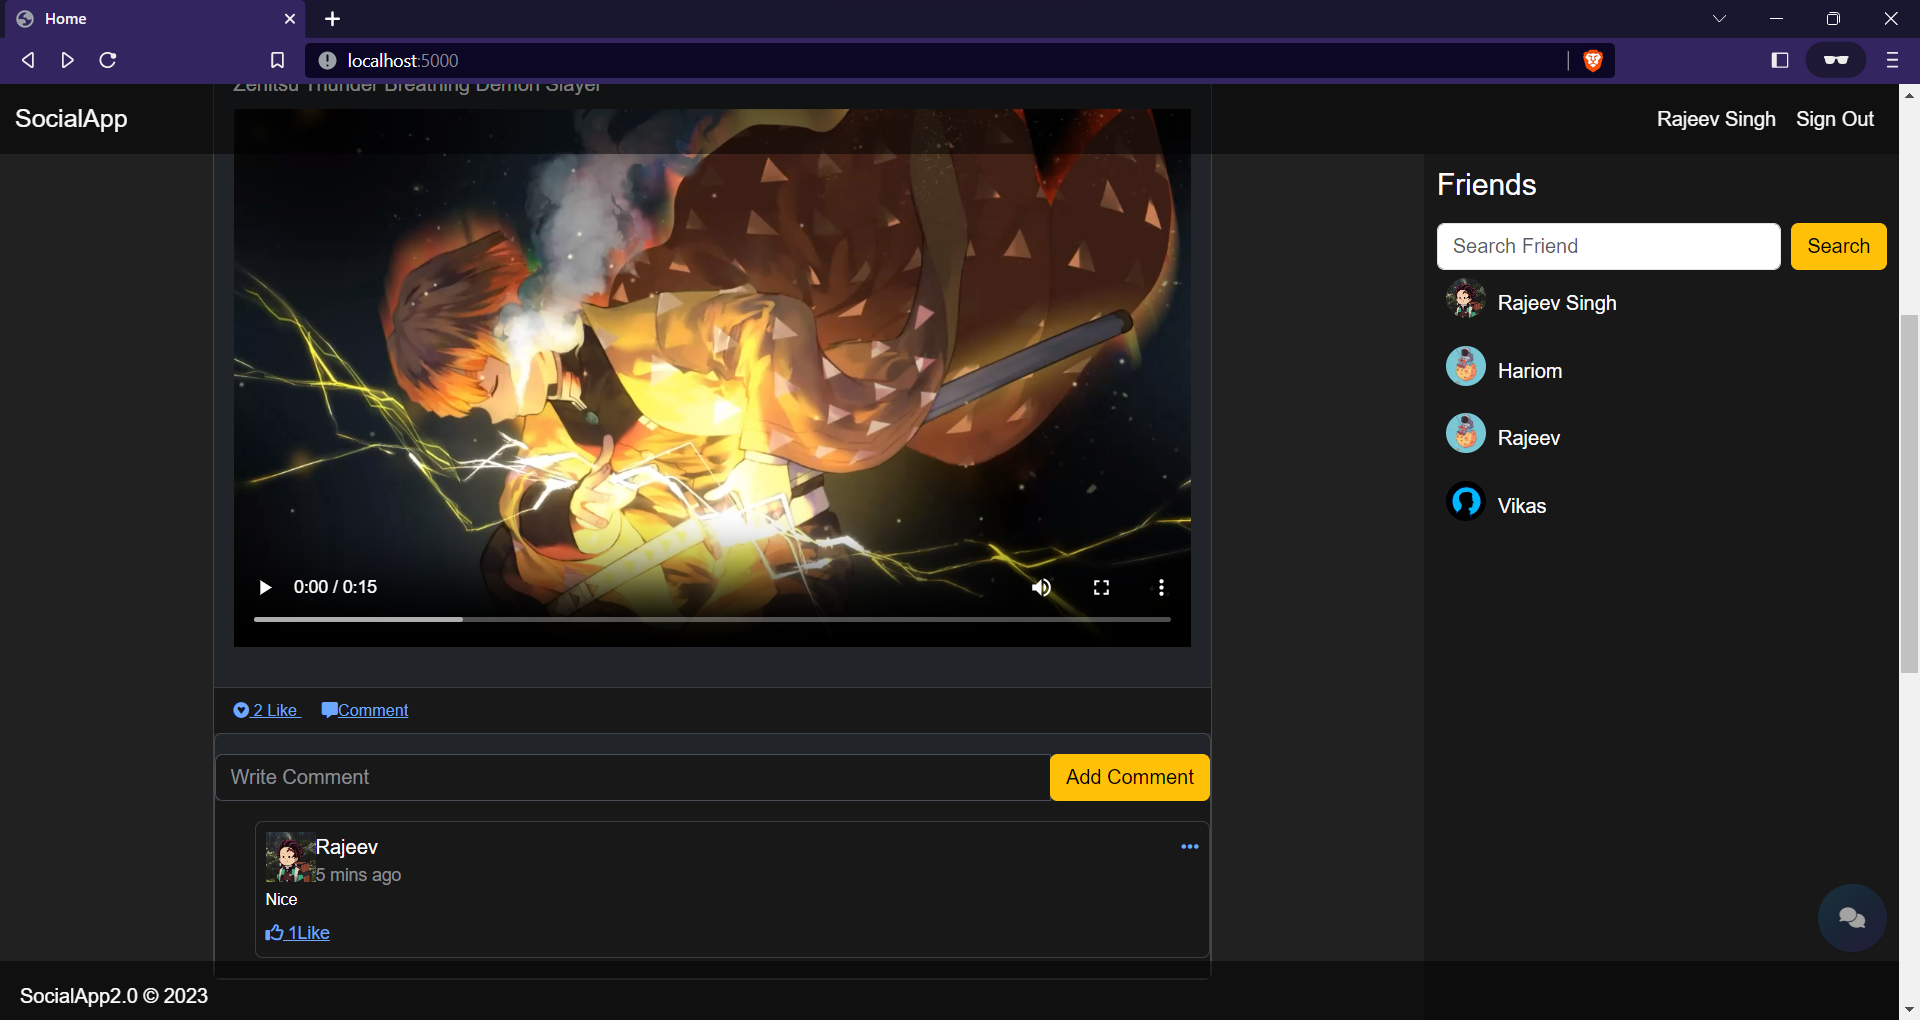 Home
localhost:5000
Zenitsu Thunder Breathing Demon Slayer
SocialApp
Rajeev Singh Sign Out
Friends
Search Friend Search
Rajeev Singh
Hariom
Rajeev
Vikas
0:00 / 0:15
2 Like Comment
Write Comment Add Comment
Rajeev
5 mins ago
Nice
1Like
SocialApp2.0 © 2023